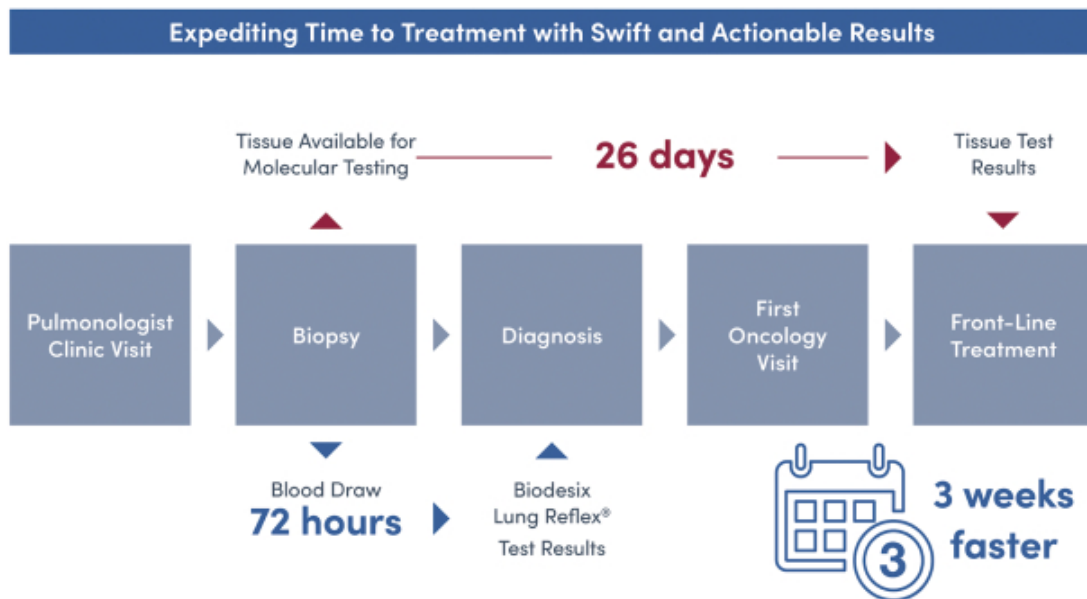 Expediting Time to Treatment with Swift and Actionable Results
Tissue Available for
Molecular Testing
26 days
Tissue Test
Results
Pulmonologist
Clinic Visit
Biopsy
Diagnosis
First
Oncology
Visit
Front-Line
Treatment
Blood Draw
72 hours
Biodesix
Lung Reflex®
Test Results
3
3 weeks
faster